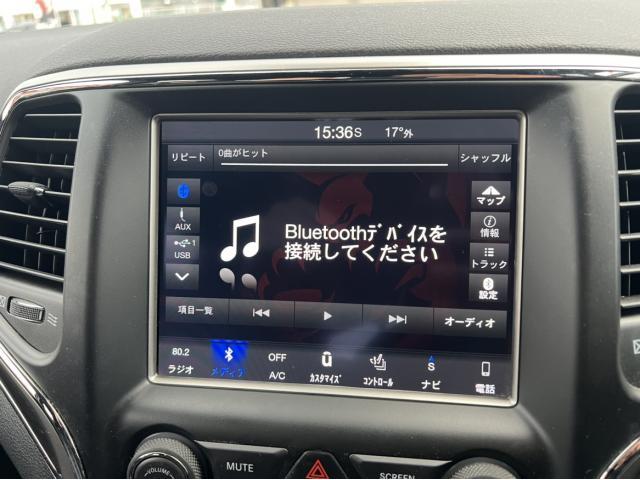 15:36S 17°外
リピート 0曲がヒット シャッフル
マップ
AUX
情報
1
USB
Bluetoothﾃﾞﾊﾞｲｽを
接続してください
トラック
設定
項目一覧 オーディオ
80.2 OFF S
ラジオ メディア A/C ｶｽﾀﾏｲｽﾞ ｺﾝﾄﾛｰﾙ ナビ 電話
MUTE SCREEN
VOLUME